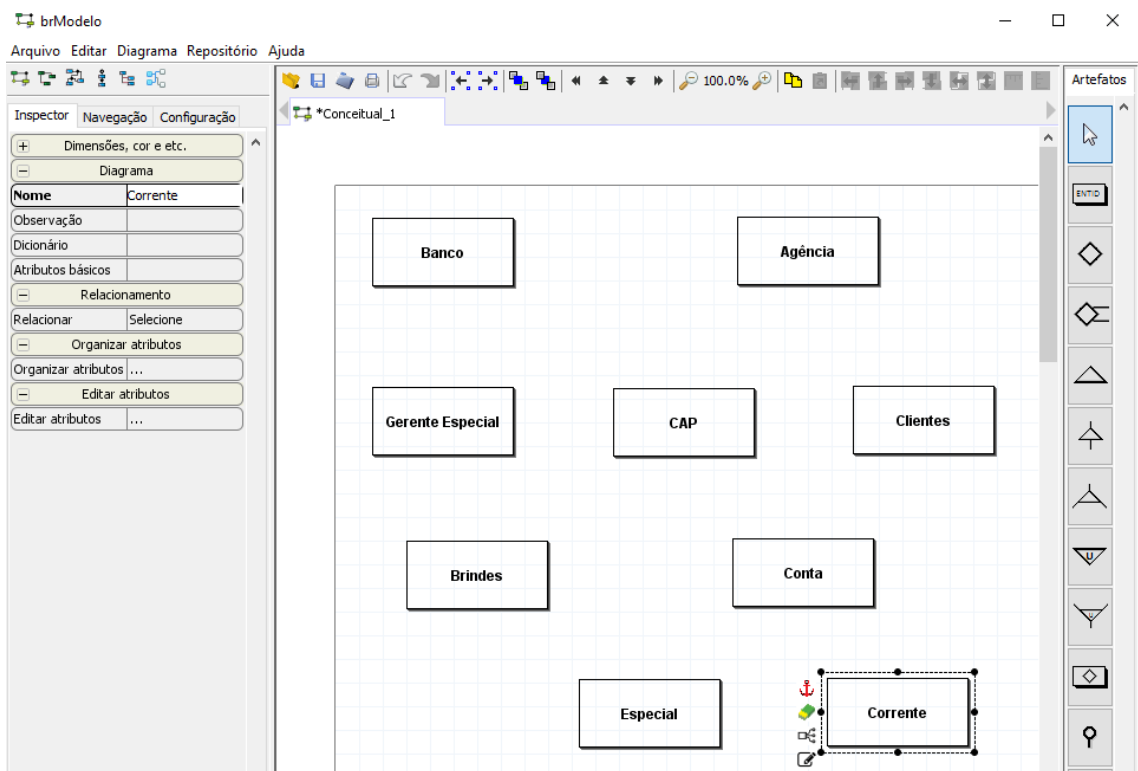 brModelo
Arquivo Editar Diagrama Repositório Ajuda
100.0%
Artefatos
Inspector Navegação Configuração
*Conceitual_1
Dimensões, cor e etc.
Diagrama
Nome Corrente
Observação
Dicionário
Atributos básicos
Relacionamento
Relacionar Selecione
Organizar atributos
Organizar atributos ...
Editar atributos
Editar atributos ...
ENTID
Banco
Agência
Gerente Especial
CAP
Clientes
Brindes
Conta
Especial
Corrente
U
U